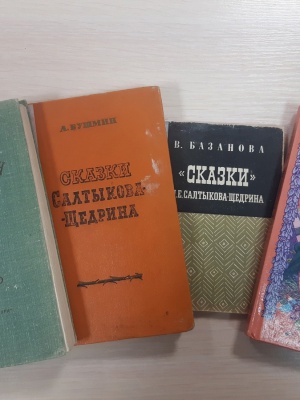 А. БУШМИН
СКАЗКИ
САЛТЫКОВА-
-ЩЕДРИНА
В. БАЗАНОВА
«СКАЗКИ»
М.Е. САЛТЫКОВА-ЩЕДРИНА